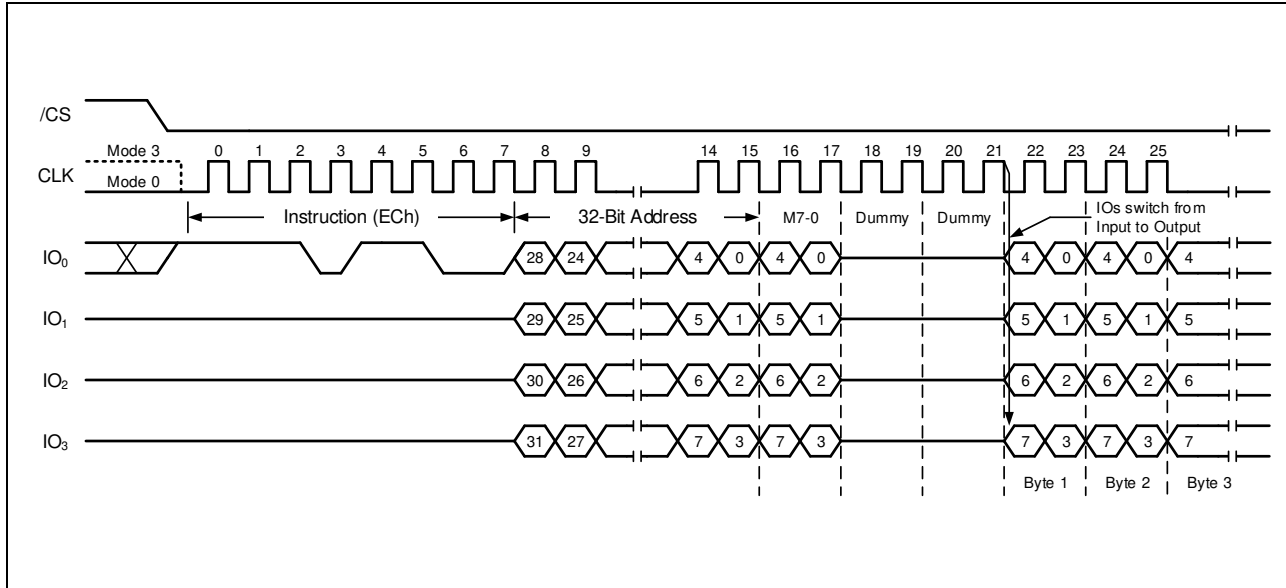 /CS
Mode 3 0 1 2 3 4 5 6 7 8 9 14 15 16 17 18 19 20 21 22 23 24 25
CLK
Mode 0
Instruction (ECh) 32-Bit Address M7-0 Dummy Dummy
IOs switch from
Input to Output
IO₀ 28 24 4 0 4 0 4 0 4 0 4
IO₁ 29 25 5 1 5 1 5 1 5 1 5
IO₂ 30 26 6 2 6 2 6 2 6 2 6
IO₃ 31 27 7 3 7 3 7 3 7 3 7
Byte 1 Byte 2 Byte 3